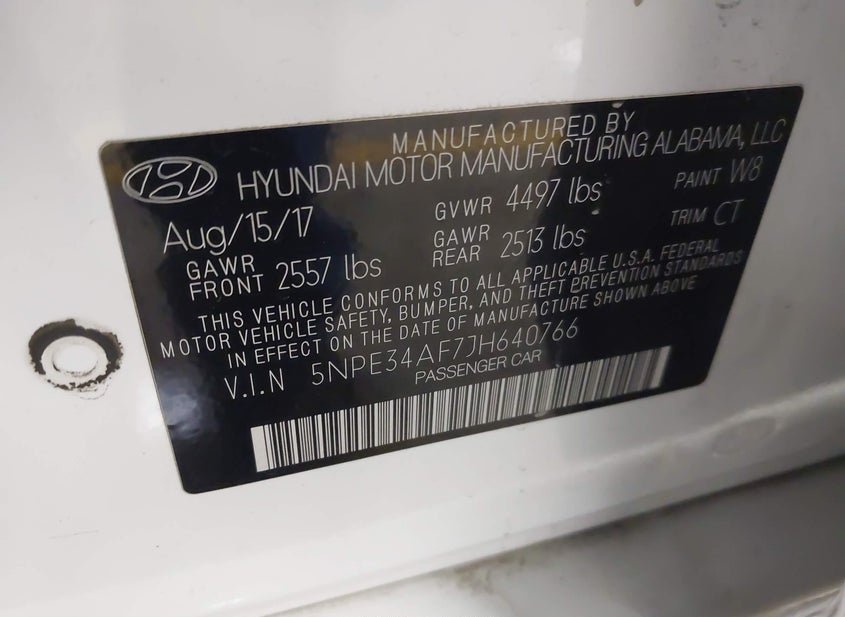 MANUFACTURED BY
HYUNDAI MOTOR MANUFACTURING ALABAMA, LLC
Aug/15/17 GVWR 4497 lbs PAINT W8
GAWR FRONT 2557 lbs GAWR REAR 2513 lbs TRIM CT
THIS VEHICLE CONFORMS TO ALL APPLICABLE U.S.A. FEDERAL
MOTOR VEHICLE SAFETY, BUMPER, AND THEFT PREVENTION STANDARDS
IN EFFECT ON THE DATE OF MANUFACTURE SHOWN ABOVE
V.I.N 5NPE34AF7JH640766
PASSENGER CAR